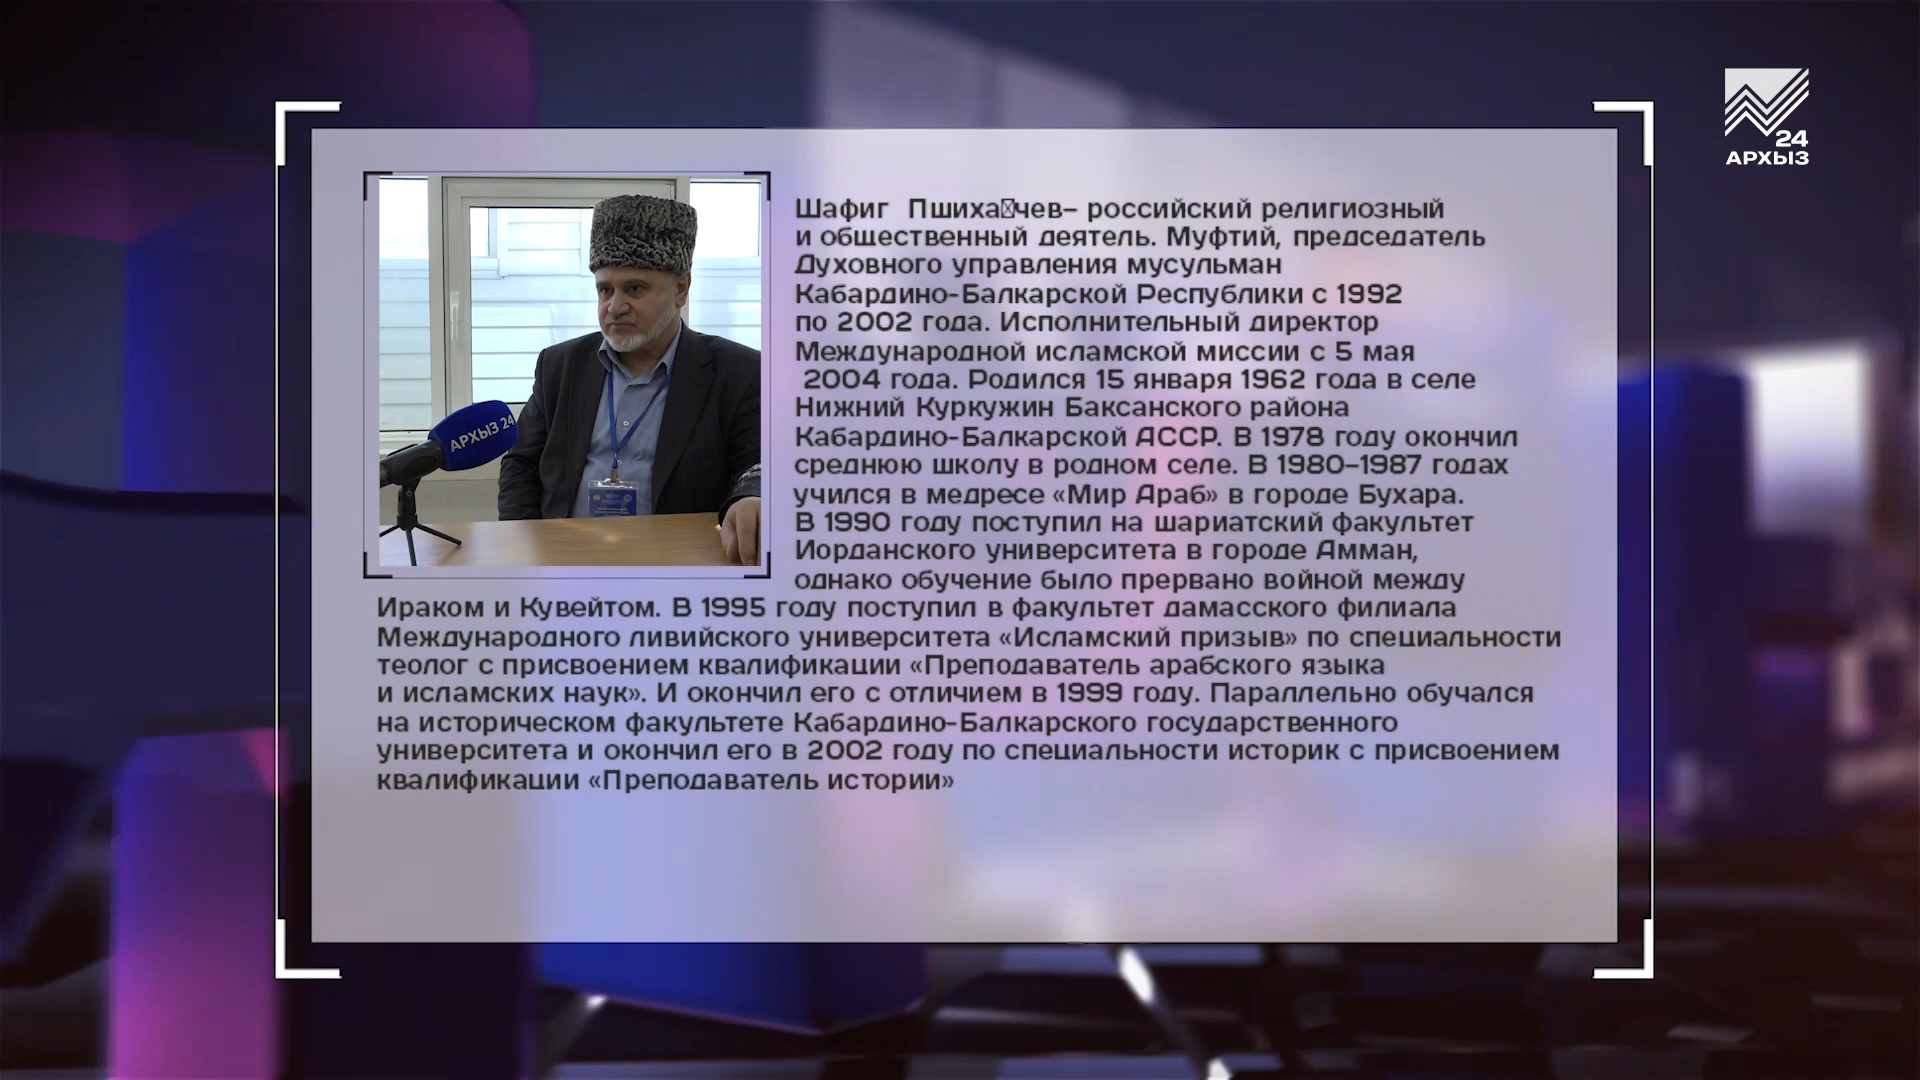 24
АРХЫЗ
Шафиг Пшиха́чев– российский религиозный
и общественный деятель. Муфтий, председатель
Духовного управления мусульман
Кабардино-Балкарской Республики с 1992
по 2002 года. Исполнительный директор
Международной исламской миссии с 5 мая
2004 года. Родился 15 января 1962 года в селе
Нижний Куркужин Баксанского района
Кабардино-Балкарской АССР. В 1978 году окончил
среднюю школу в родном селе. В 1980–1987 годах
учился в медресе «Мир Араб» в городе Бухара.
В 1990 году поступил на шариатский факультет
Иорданского университета в городе Амман,
однако обучение было прервано войной между
Ираком и Кувейтом. В 1995 году поступил в факультет дамасского филиала
Международного ливийского университета «Исламский призыв» по специальности
теолог с присвоением квалификации «Преподаватель арабского языка
и исламских наук». И окончил его с отличием в 1999 году. Параллельно обучался
на историческом факультете Кабардино-Балкарского государственного
университета и окончил его в 2002 году по специальности историк с присвоением
квалификации «Преподаватель истории»
АРХЫЗ 24